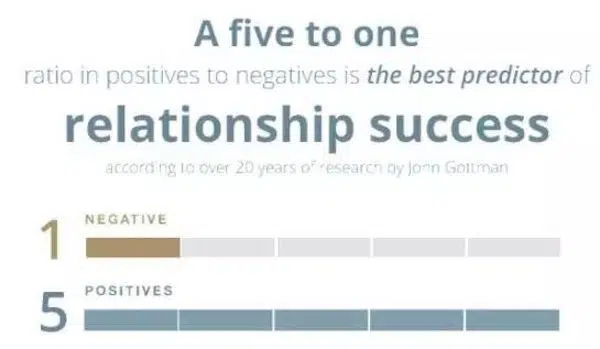 A five to one
ratio in positives to negatives is the best predictor of
relationship success
according to over 20 years of research by John Gottman
NEGATIVE
1
POSITIVES
5